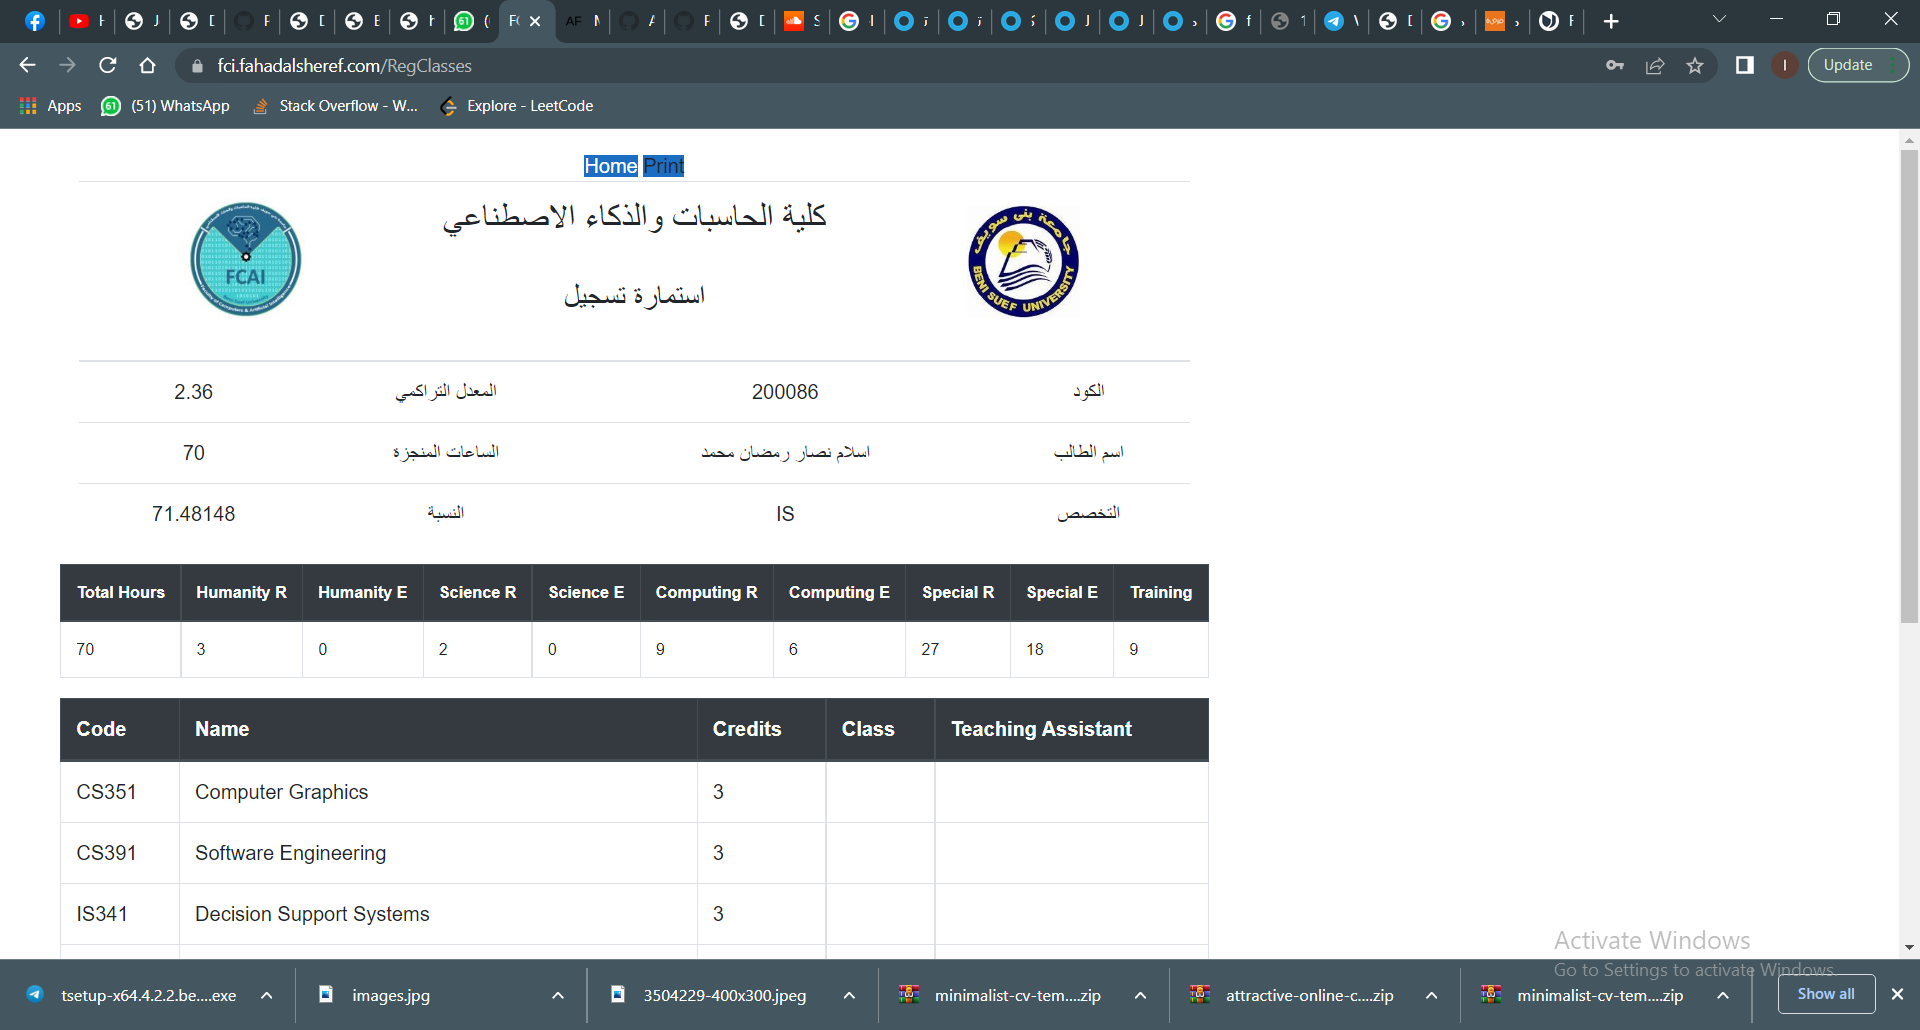 fci.fahadalsheref.com/RegClasses
Update
Apps
(51) WhatsApp
Stack Overflow - W...
Explore - LeetCode
Home Print
كلية الحاسبات والذكاء الاصطناعي
استمارة تسجيل
FCAI
جامعة بني سويف
BENI SUEF UNIVERSITY
الكود 200086 المعدل التراكمي 2.36
اسم الطالب اسلام نصار رمضان محمد الساعات المنجزة 70
التخصص IS النسبة 71.48148
Total Hours Humanity R Humanity E Science R Science E Computing R Computing E Special R Special E Training
70 3 0 2 0 9 6 27 18 9
Code Name Credits Class Teaching Assistant
CS351 Computer Graphics 3
CS391 Software Engineering 3
IS341 Decision Support Systems 3
Activate Windows
Go to Settings to activate Windows.
tsetup-x64.4.2.2.be....exe
images.jpg
3504229-400x300.jpeg
minimalist-cv-tem....zip
attractive-online-c....zip
minimalist-cv-tem....zip
Show all